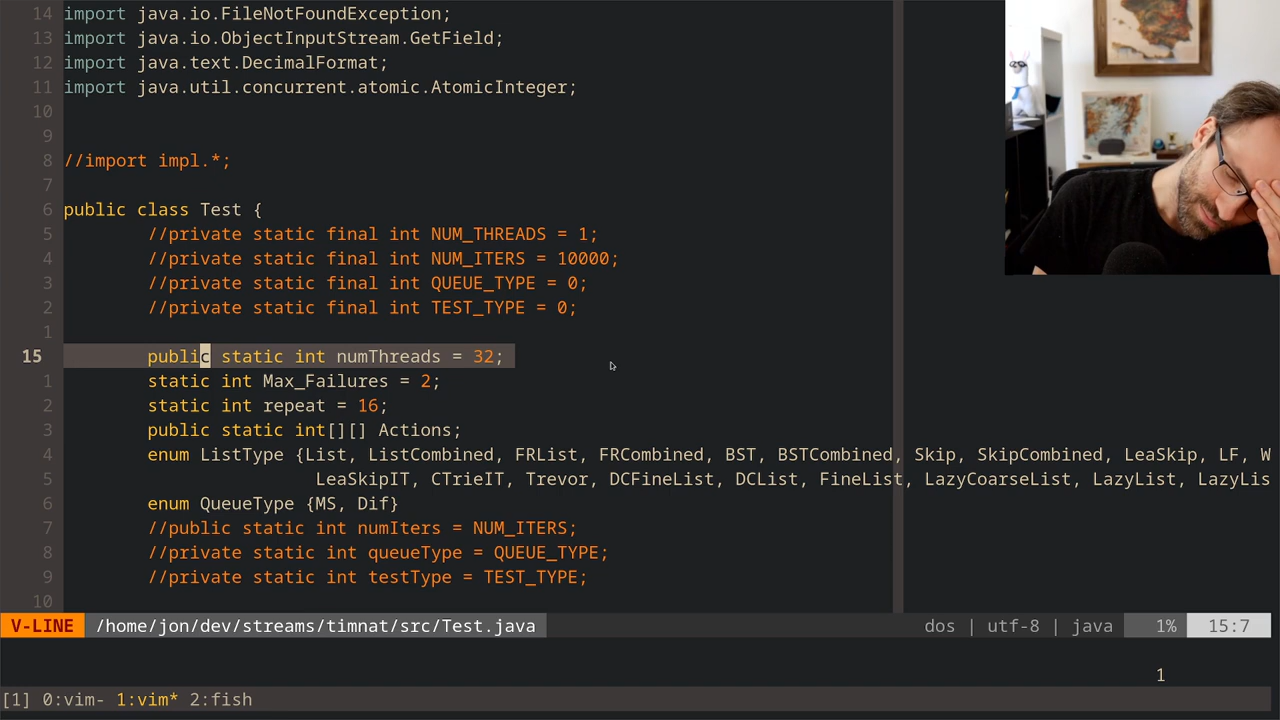 14 import java.io.FileNotFoundException;
13 import java.io.ObjectInputStream.GetField;
12 import java.text.DecimalFormat;
11 import java.util.concurrent.atomic.AtomicInteger;
10
9
8 //import impl.*;
7
6 public class Test {
5 //private static final int NUM_THREADS = 1;
4 //private static final int NUM_ITERS = 10000;
3 //private static final int QUEUE_TYPE = 0;
2 //private static final int TEST_TYPE = 0;
1
15 public static int numThreads = 32;
1 static int Max_Failures = 2;
2 static int repeat = 16;
3 public static int[][] Actions;
4 enum ListType {List, ListCombined, FRList, FRCombined, BST, BSTCombined, Skip, SkipCombined, LeaSkip, LF, W
5 LeaSkipIT, CTrieIT, Trevor, DCFineList, DCList, FineList, LazyCoarseList, LazyList, LazyLis
6 enum QueueType {MS, Dif}
7 //public static int numIters = NUM_ITERS;
8 //private static int queueType = QUEUE_TYPE;
9 //private static int testType = TEST_TYPE;
10
V-LINE /home/jon/dev/streams/timnat/src/Test.java dos | utf-8 | java 1% 15:7
1
[1] 0:vim- 1:vim* 2:fish